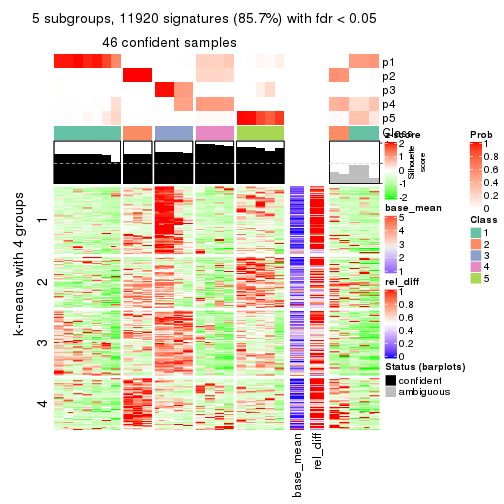 5 subgroups, 11920 signatures (85.7%) with fdr < 0.05
46 confident samples
p1
p2
p3
p4
p5
Class
z-score
2
1
0
-1
-2
Silhouette
score
base_mean
5
4
3
2
1
rel_diff
1
0.8
0.6
0.4
0.2
0
Status (barplots)
confident
ambiguous
Prob
1
0.8
0.6
0.4
0.2
0
Class
1
2
3
4
5
k-means with 4 groups
1
2
3
4
base_mean
rel_diff